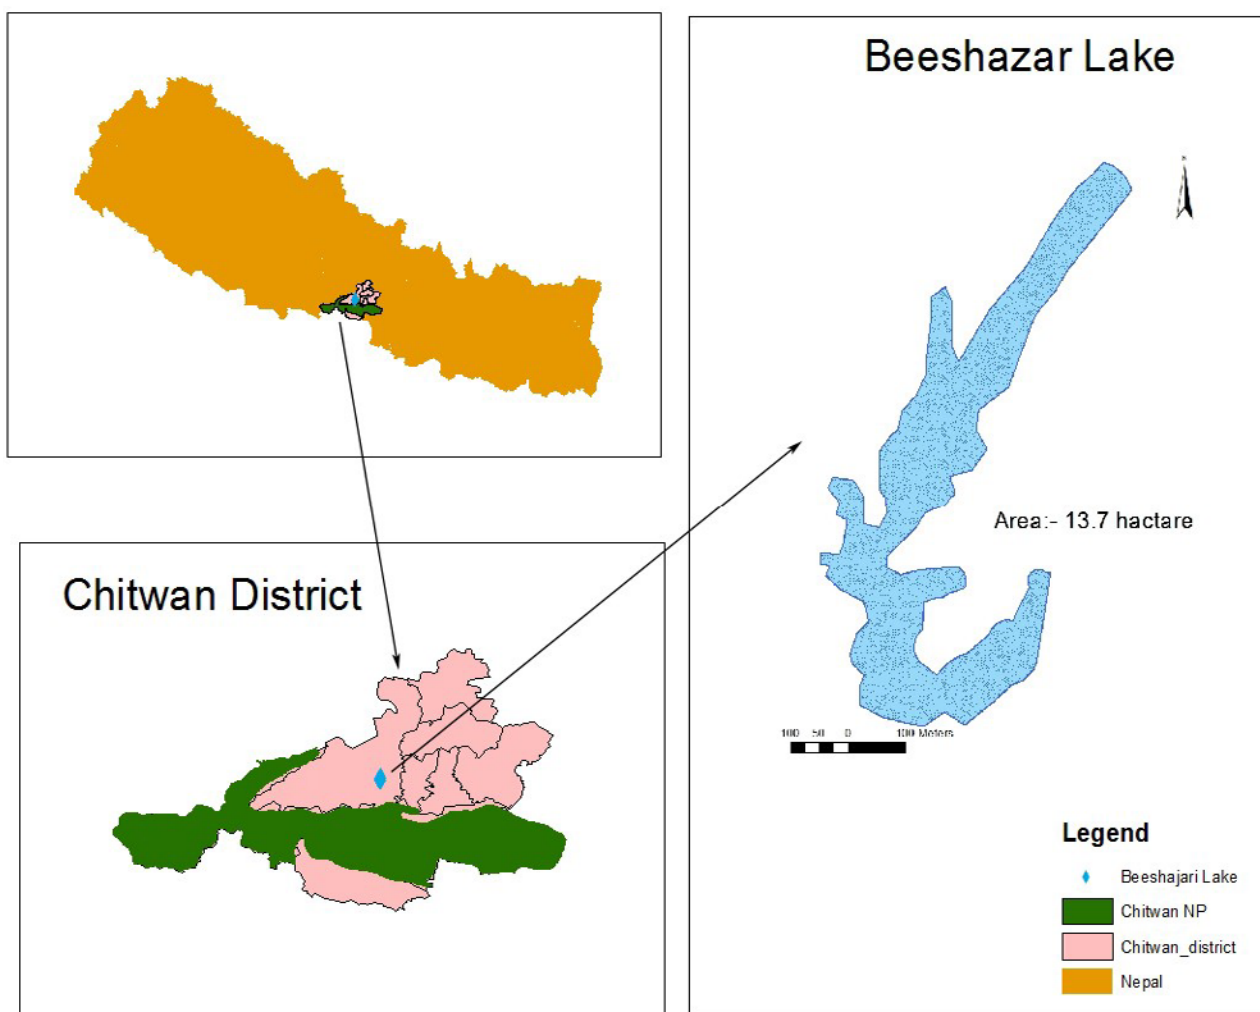 Beeshazar Lake
Area:- 13.7 hactare
100 50 0 100 Meters
Chitwan District
Legend
Beeshajari Lake
Chitwan NP
Chitwan_district
Nepal